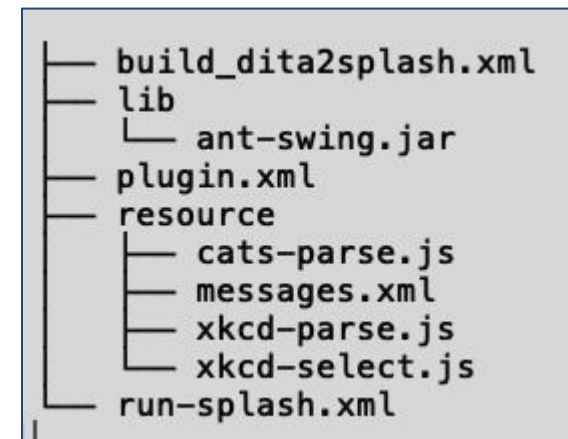 ├── build_dita2splash.xml
├── lib
│   └── ant-swing.jar
├── plugin.xml
├── resource
│   ├── cats-parse.js
│   ├── messages.xml
│   ├── xkcd-parse.js
│   └── xkcd-select.js
└── run-splash.xml